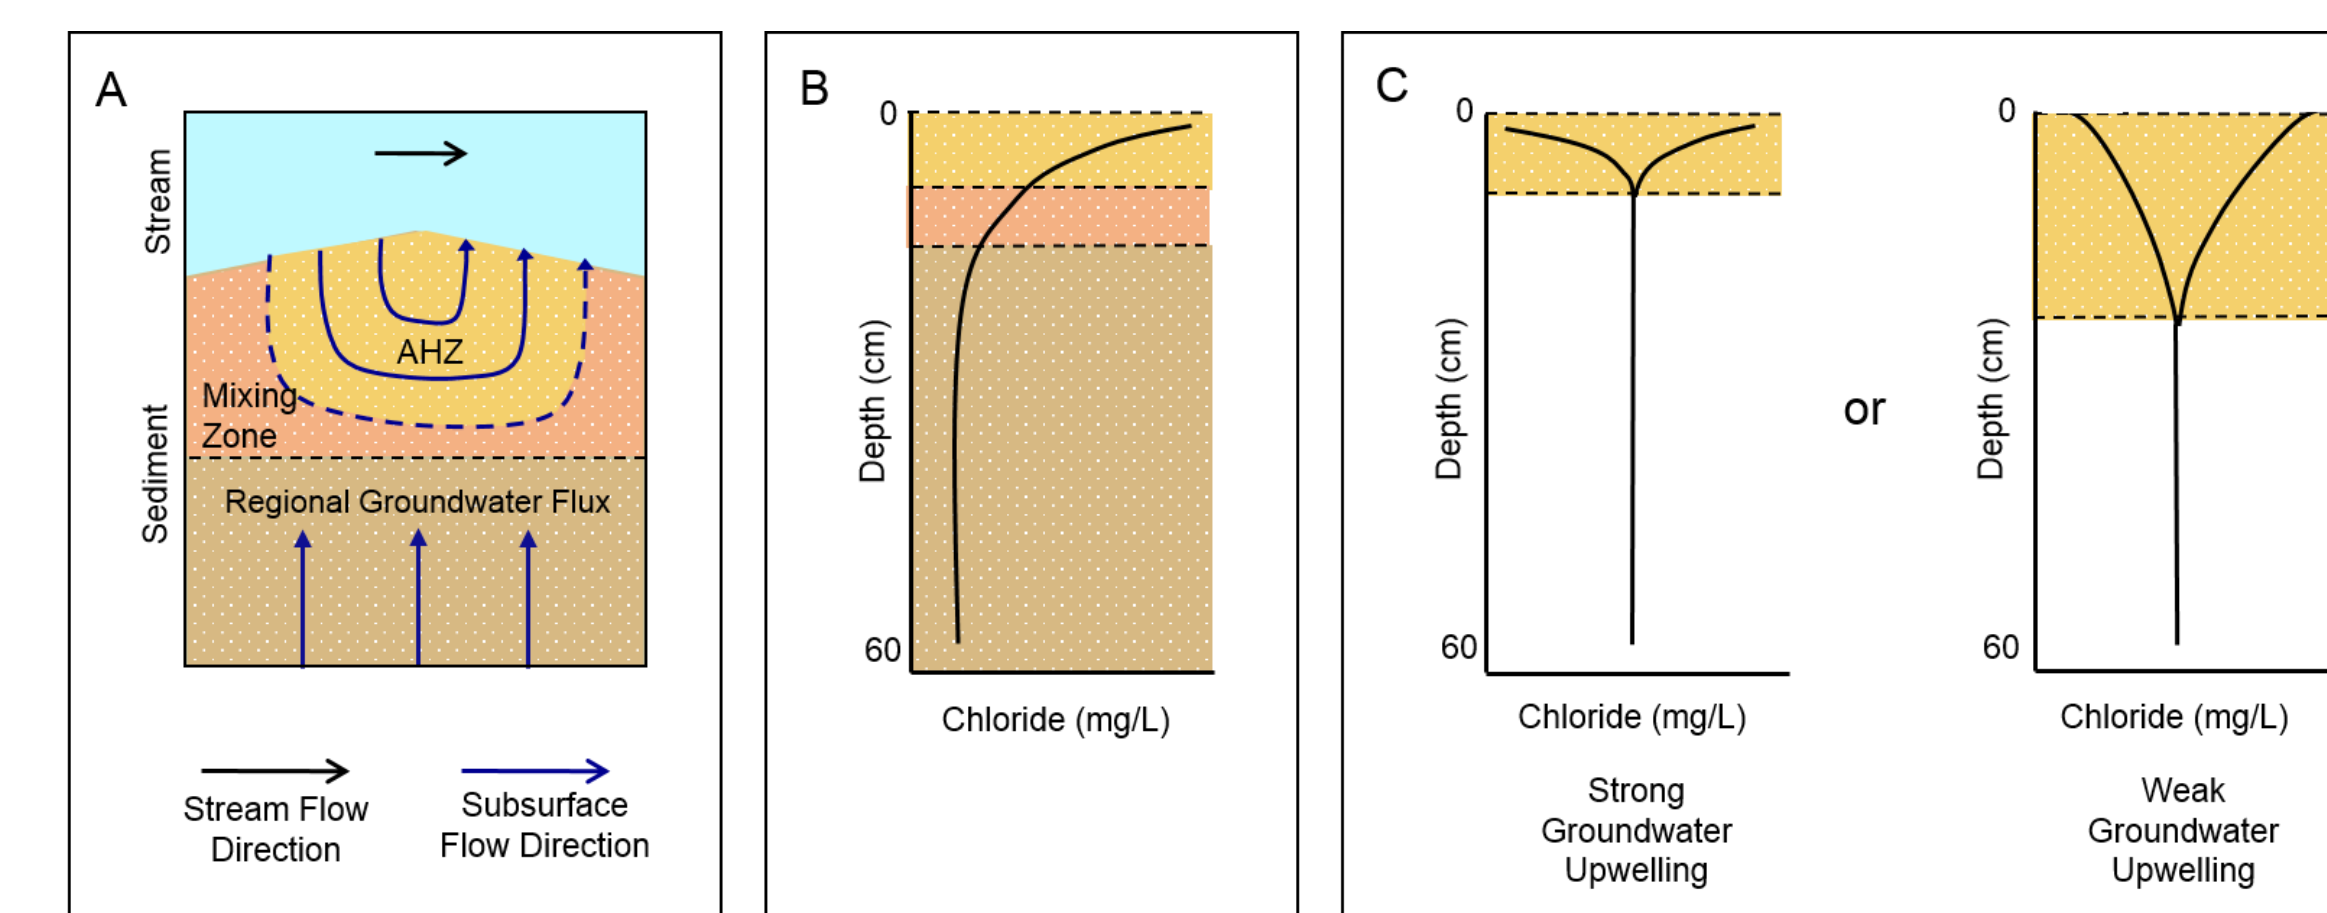 A
Stream
Sediment
AHZ
Mixing
Zone
Regional Groundwater Flux
Stream Flow
Direction
Subsurface
Flow Direction
B
0
Depth (cm)
60
Chloride (mg/L)
C
0
Depth (cm)
60
Chloride (mg/L)
Strong
Groundwater
Upwelling
or
0
Depth (cm)
60
Chloride (mg/L)
Weak
Groundwater
Upwelling